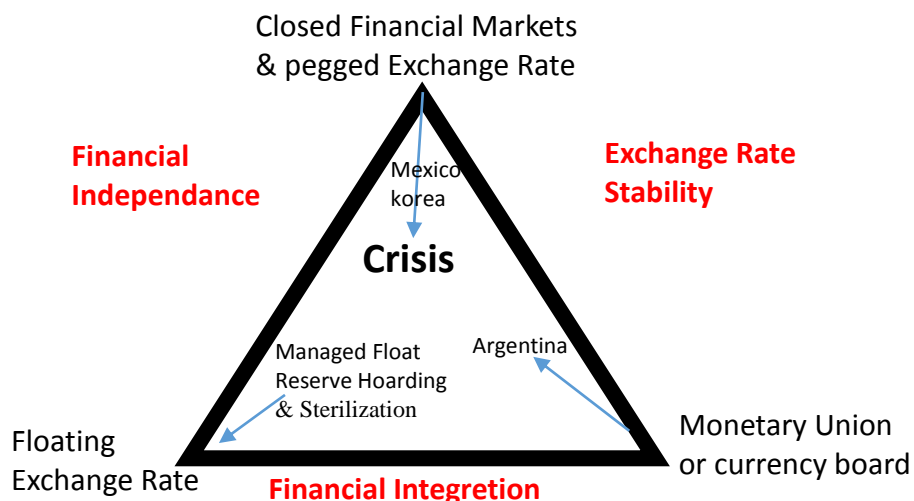 Closed Financial Markets
& pegged Exchange Rate
Financial
Independance
Exchange Rate
Stability
Mexico
korea
Crisis
Managed Float
Reserve Hoarding
& Sterilization
Argentina
Floating
Exchange Rate
Monetary Union
or currency board
Financial Integretion